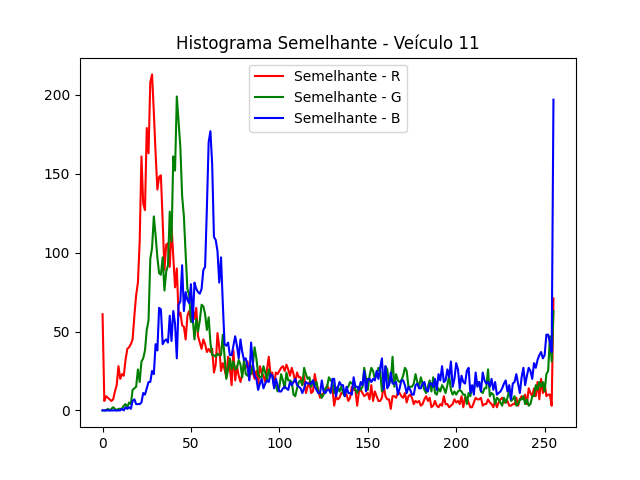 Histograma Semelhante - Veículo 11
Semelhante - R
Semelhante - G
Semelhante - B
200
150
100
50
0
0 50 100 150 200 250